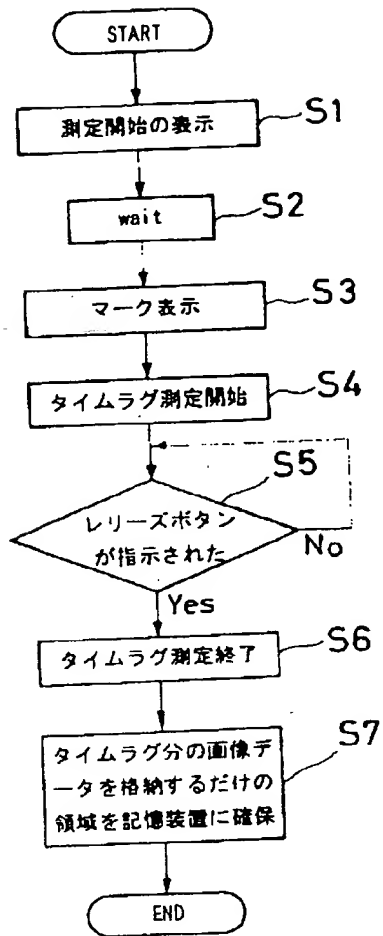 START
測定開始の表示
S1
wait
S2
マーク表示
S3
タイムラグ測定開始
S4
S5
レリーズボタン
が指示された
No
Yes
タイムラグ測定終了
S6
タイムラグ分の画像デ
ータを格納するだけの
領域を記憶装置に確保
S7
END